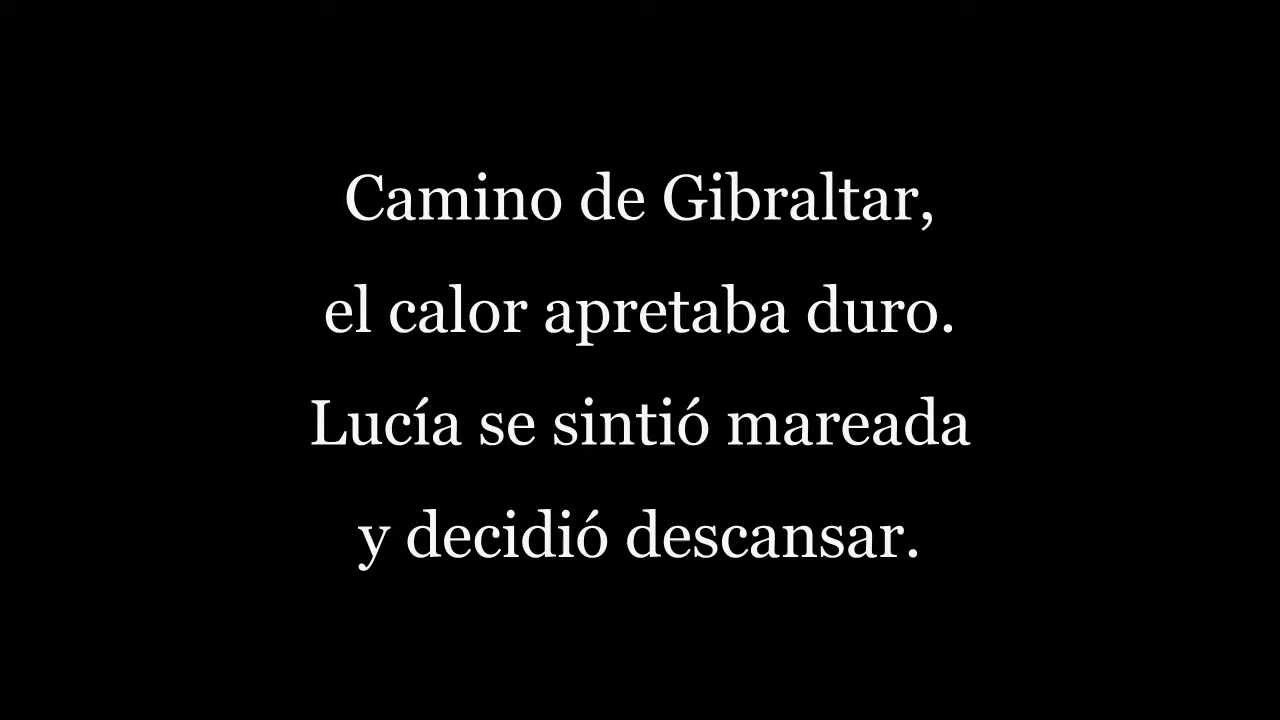 Camino de Gibraltar,
el calor apretaba duro.
Lucía se sintió mareada
y decidió descansar.